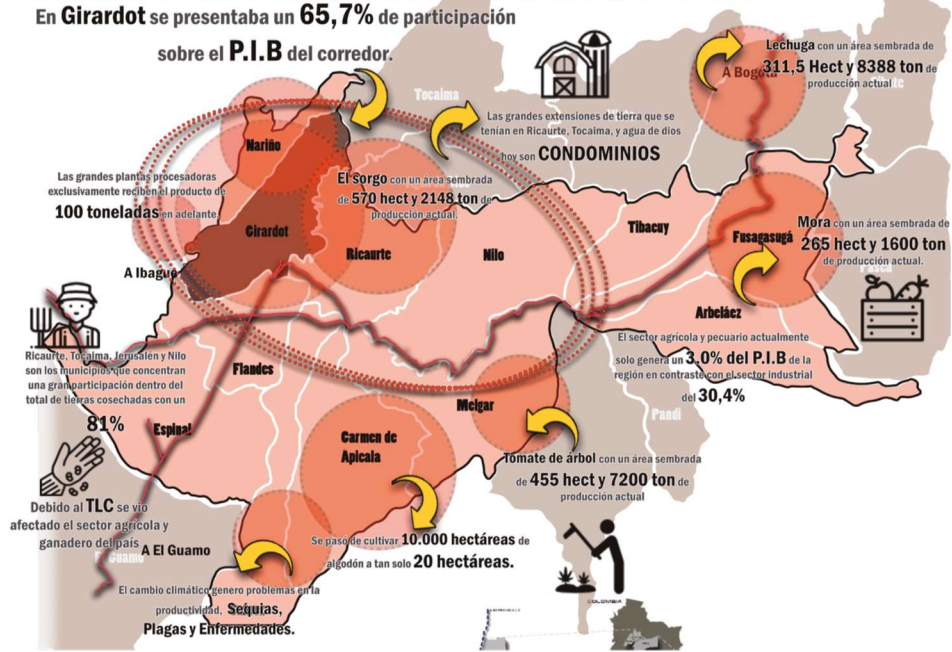 En Girardot se presentaba un 65,7% de participación
sobre el P.I.B del corredor.
Tocaima
Las grandes extensiones de tierra que se
tenían en Ricaurte, Tocaima, y agua de dios
hoy son CONDOMINIOS
Lechuga con un área sembrada de
311,5 Hect y 8388 ton de
producción actual
A Bogotá
Nariño
Las grandes plantas procesadoras
exclusivamente reciben el producto de
100 toneladas en adelante.
El sorgo con un área sembrada
de 570 hect y 2148 ton de
producción actual.
Girardot
Ricaurte
Nilo
Tibacuy
Fusagasugá
Mora con un área sembrada de
265 hect y 1600 ton
de producción actual.
Pasca
A Ibagué
Arbeláez
El sector agrícola y pecuario actualmente
solo genera un 3.0% del P.I.B de la
región en contraste con el sector industrial
del 30,4%
Ricaurte, Tocaima, Jerusalén y Nilo
son los municipios que concentran
una gran participación dentro del
total de tierras cosechadas con un
81%
Flandes
Melgar
Pandi
Espinal
Carmen de
Apicala
Tomate de árbol con un área sembrada
de 455 hect y 7200 ton de
producción actual
Debido al TLC se vio
afectado el sector agrícola y
ganadero del país
El Guamo
A El Guamo
Se pasó de cultivar 10.000 hectáreas de
algodón a tan solo 20 hectáreas.
El cambio climático genero problemas en la
productividad, Sequias,
Plagas y Enfermedades.
COLOMBIA